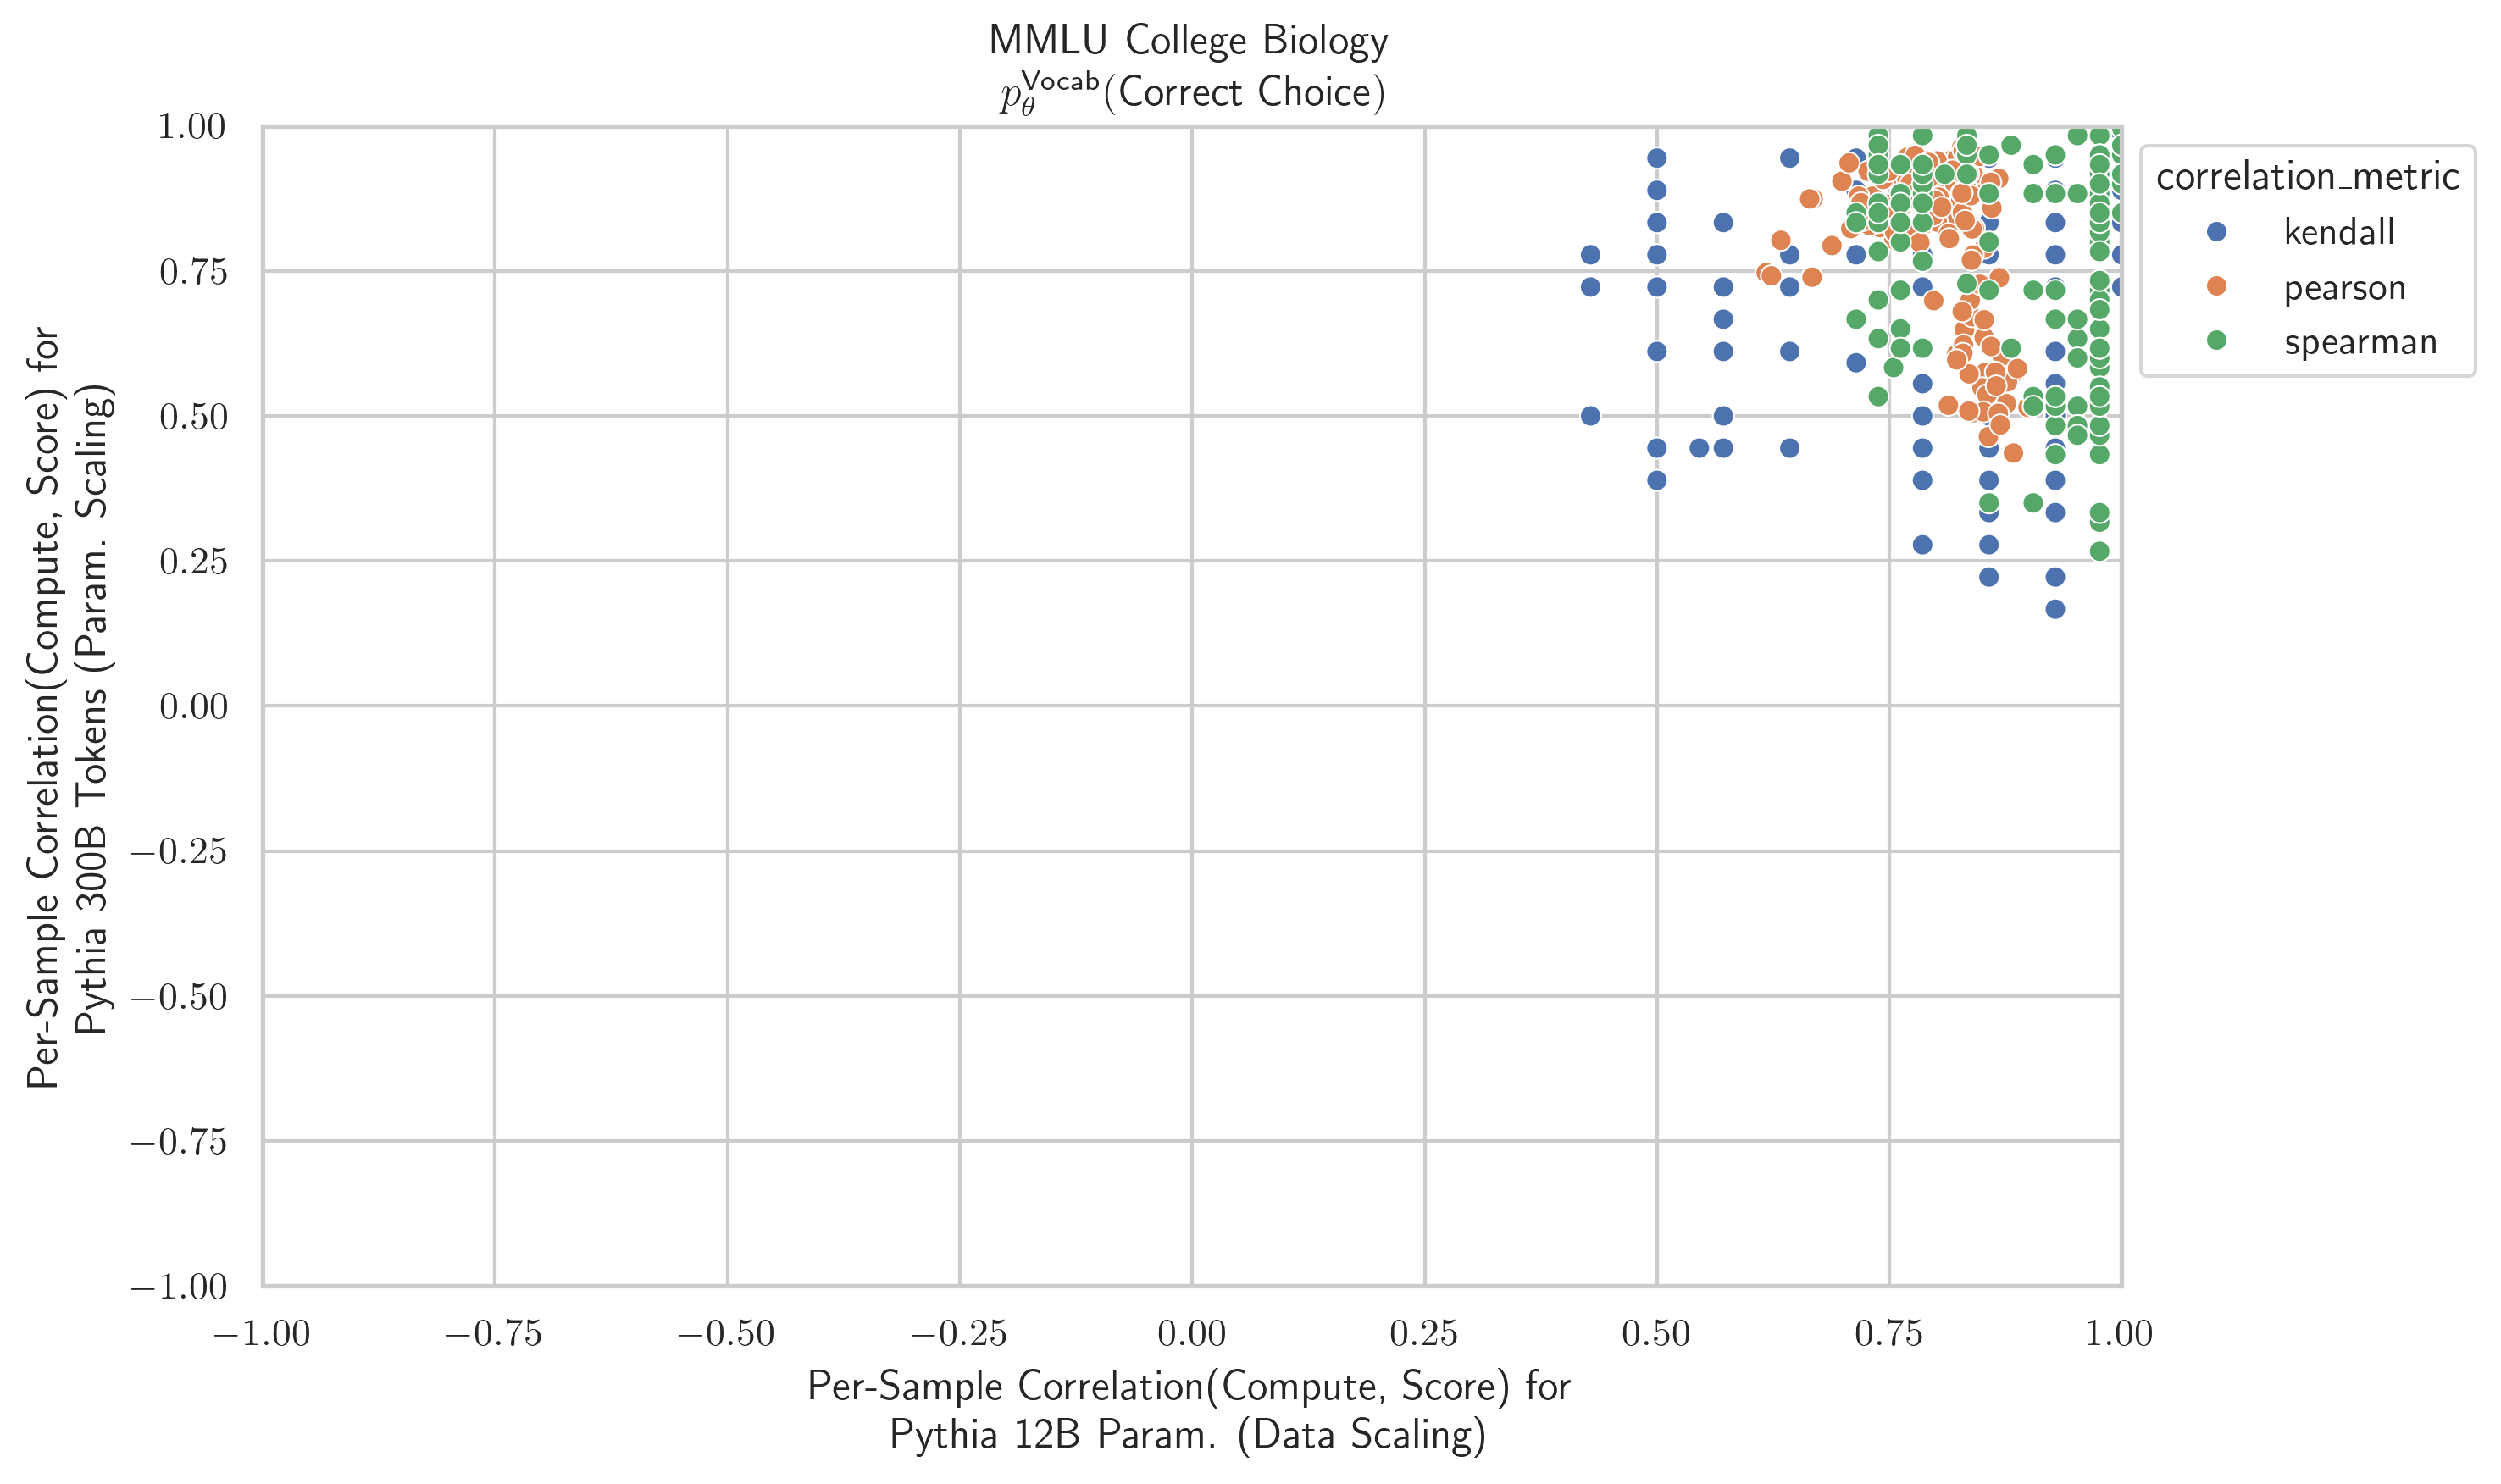 MMLU College Biology
$p_{\theta}^{\text{Vocab}}$(Correct Choice)
1.00
0.75
0.50
0.25
0.00
−0.25
−0.50
−0.75
−1.00
Per-Sample Correlation(Compute, Score) for
Pythia 300B Tokens (Param. Scaling)
correlation_metric
kendall
pearson
spearman
−1.00
−0.75
−0.50
−0.25
0.00
0.25
0.50
0.75
1.00
Per-Sample Correlation(Compute, Score) for
Pythia 12B Param. (Data Scaling)